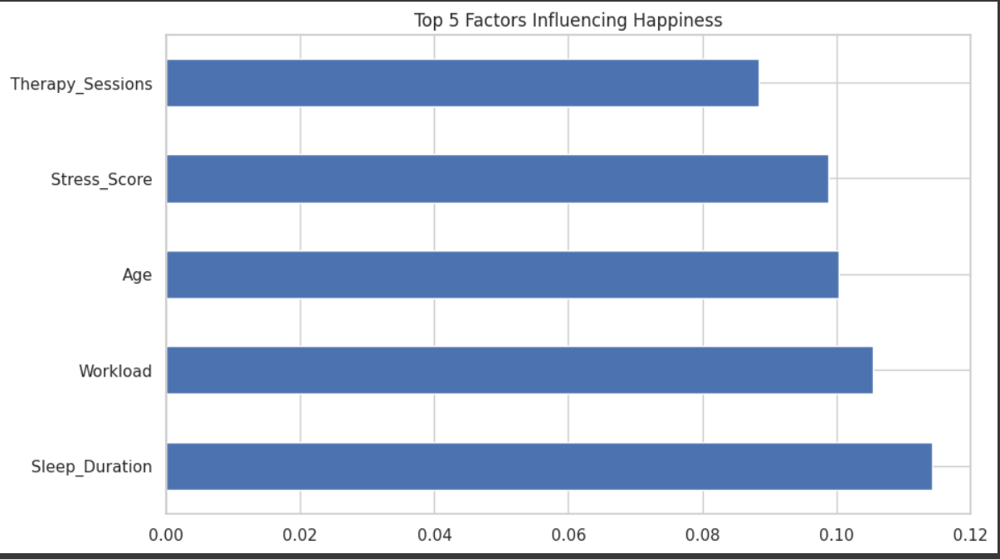 Top 5 Factors Influencing Happiness
Therapy_Sessions
Stress_Score
Age
Workload
Sleep_Duration
0.00 0.02 0.04 0.06 0.08 0.10 0.12